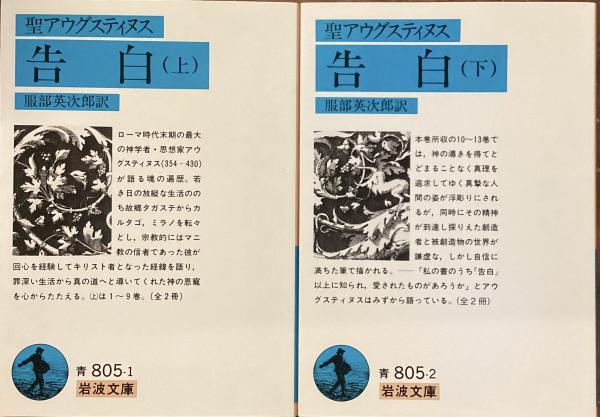 聖アウグスティヌス
告白(上)
服部英次郎訳
ローマ時代末期の最大
の神学者・思想家アウ
グスティヌス(354-430)
が語る魂の遍歴。若
き日の放縦な生活のの
ち故郷タガステからカ
ルタゴ,ミラノを転々
とし,宗教的にはマニ
教の信者であった彼が
回心を経験してキリスト者となった経緯を語り,
罪深い生活から真の道へと導いてくれた神の恩寵
を心からたたえる。(上)は1~9巻。(全2冊)
青 805-1
岩波文庫
聖アウグスティヌス
告白(下)
服部英次郎訳
本巻所収の10~13巻で
は,神の導きを得てと
どまることなく真理を
追求してゆく真摯な人
間の姿が浮彫りにされ
るが,同時にその精神
が到達し探りえた創造
者と被創造物の世界が
謙虚な,しかし自信に
満ちた筆で描かれる。――「私の書のうち『告白』
以上に知られ,愛されたものがあろうか」とアウ
グスティヌスはみずから語っている。(全2冊)
青 805-2
岩波文庫